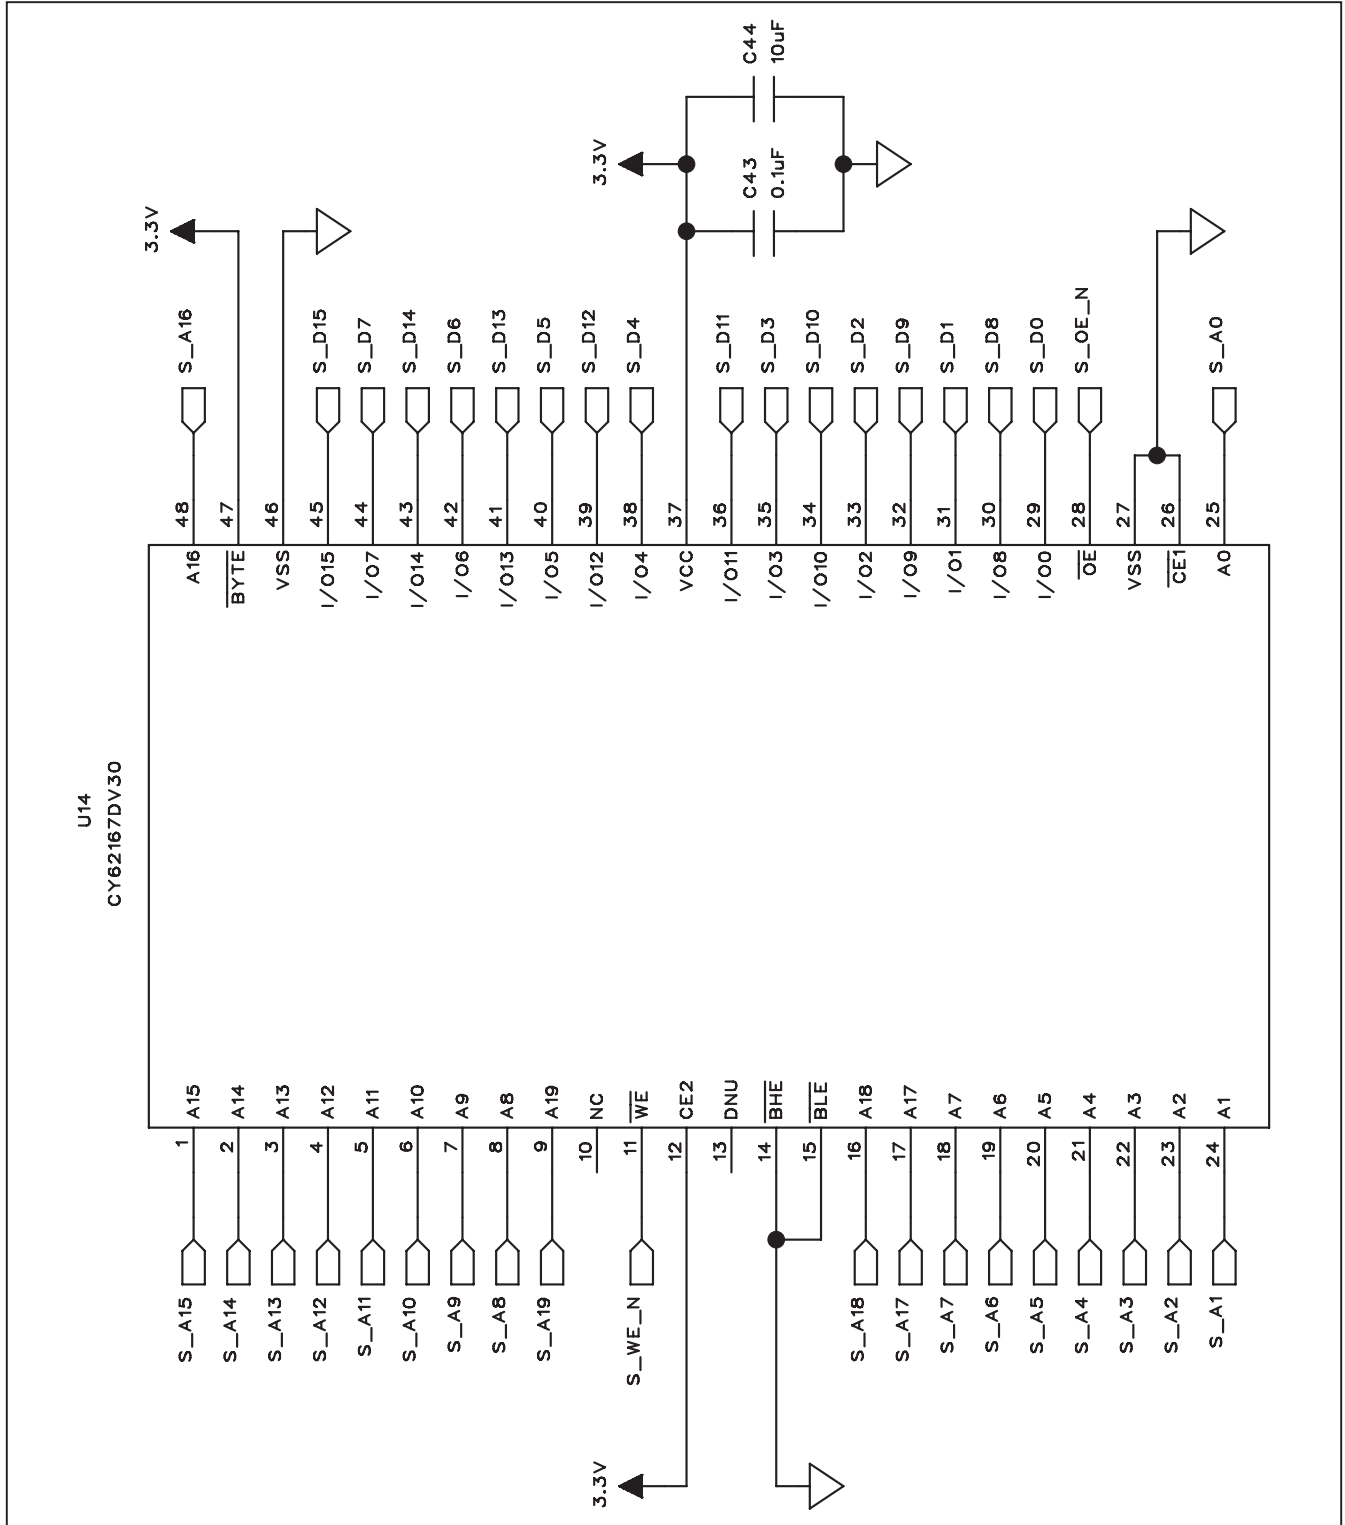 U14
CY62167DV30
S_A15 1 A15
S_A14 2 A14
S_A13 3 A13
S_A12 4 A12
S_A11 5 A11
S_A10 6 A10
S_A9 7 A9
S_A8 8 A8
S_A19 9 A19
10 NC
S_WE_N 11 WE
3.3V 12 CE2
13 DNU
14 BHE
15 BLE
S_A18 16 A18
S_A17 17 A17
S_A7 18 A7
S_A6 19 A6
S_A5 20 A5
S_A4 21 A4
S_A3 22 A3
S_A2 23 A2
S_A1 24 A1
A16 48 S_A16
BYTE 47 3.3V
VSS 46
I/O15 45 S_D15
I/O7 44 S_D7
I/O14 43 S_D14
I/O6 42 S_D6
I/O13 41 S_D13
I/O5 40 S_D5
I/O12 39 S_D12
I/O4 38 S_D4
VCC 37 3.3V
C43
0.1uF
C44
10uF
I/O11 36 S_D11
I/O3 35 S_D3
I/O10 34 S_D10
I/O2 33 S_D2
I/O9 32 S_D9
I/O1 31 S_D1
I/O8 30 S_D8
I/O0 29 S_D0
OE 28 S_OE_N
VSS 27
CE1 26
A0 25 S_A0